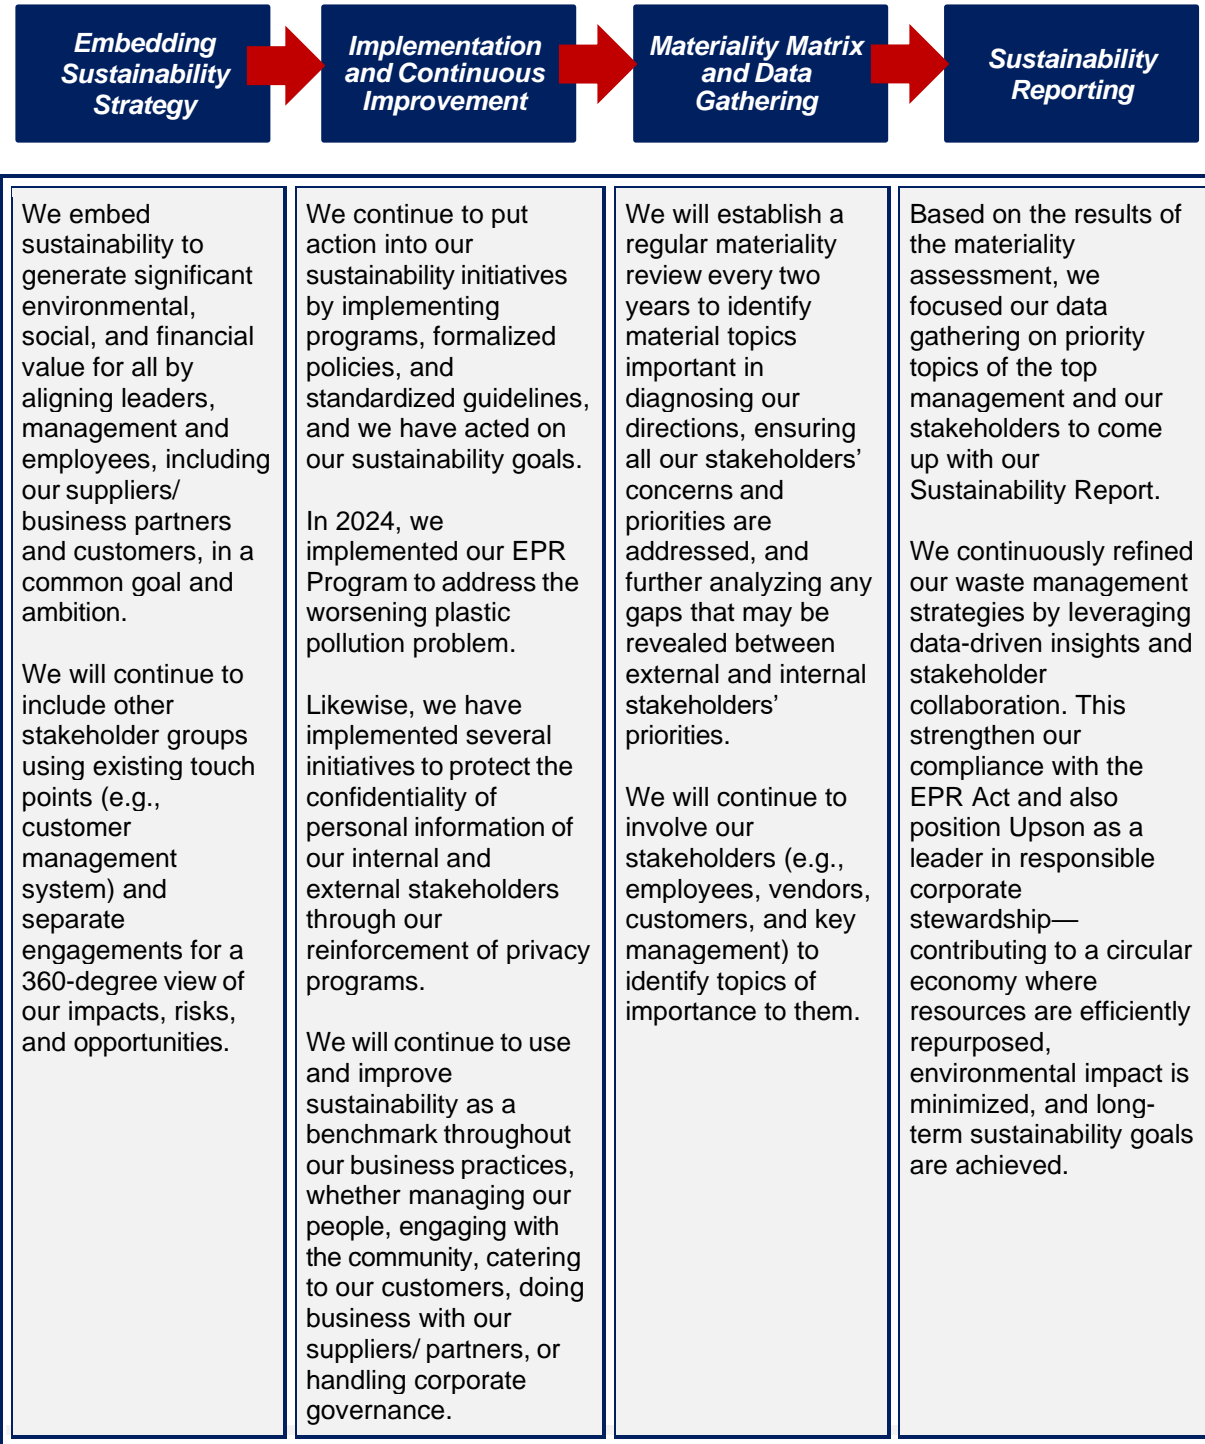 Embedding
Sustainability
Strategy
Implementation
and Continuous
Improvement
Materiality Matrix
and Data
Gathering
Sustainability
Reporting
We embed
sustainability to
generate significant
environmental,
social, and financial
value for all by
aligning leaders,
management and
employees, including
our suppliers/
business partners
and customers, in a
common goal and
ambition.
We will continue to
include other
stakeholder groups
using existing touch
points (e.g.,
customer
management
system) and
separate
engagements for a
360-degree view of
our impacts, risks,
and opportunities.
We continue to put
action into our
sustainability initiatives
by implementing
programs, formalized
policies, and
standardized guidelines,
and we have acted on
our sustainability goals.
In 2024, we
implemented our EPR
Program to address the
worsening plastic
pollution problem.
Likewise, we have
implemented several
initiatives to protect the
confidentiality of
personal information of
our internal and
external stakeholders
through our
reinforcement of privacy
programs.
We will continue to use
and improve
sustainability as a
benchmark throughout
our business practices,
whether managing our
people, engaging with
the community, catering
to our customers, doing
business with our
suppliers/ partners, or
handling corporate
governance.
We will establish a
regular materiality
review every two
years to identify
material topics
important in
diagnosing our
directions, ensuring
all our stakeholders’
concerns and
priorities are
addressed, and
further analyzing any
gaps that may be
revealed between
external and internal
stakeholders’
priorities.
We will continue to
involve our
stakeholders (e.g.,
employees, vendors,
customers, and key
management) to
identify topics of
importance to them.
Based on the results of
the materiality
assessment, we
focused our data
gathering on priority
topics of the top
management and our
stakeholders to come
up with our
Sustainability Report.
We continuously refined
our waste management
strategies by leveraging
data-driven insights and
stakeholder
collaboration. This
strengthen our
compliance with the
EPR Act and also
position Upson as a
leader in responsible
corporate
stewardship—
contributing to a circular
economy where
resources are efficiently
repurposed,
environmental impact is
minimized, and long-
term sustainability goals
are achieved.